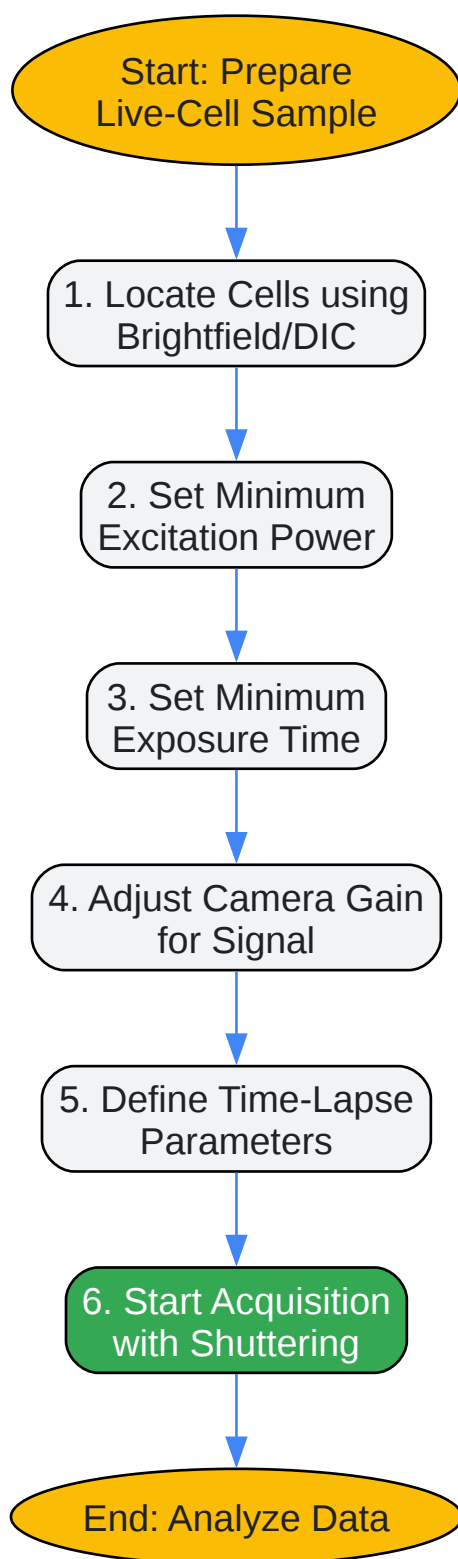 Start: Prepare
Live-Cell Sample
1. Locate Cells using
Brightfield/DIC
2. Set Minimum
Excitation Power
3. Set Minimum
Exposure Time
4. Adjust Camera Gain
for Signal
5. Define Time-Lapse
Parameters
6. Start Acquisition
with Shuttering
End: Analyze Data